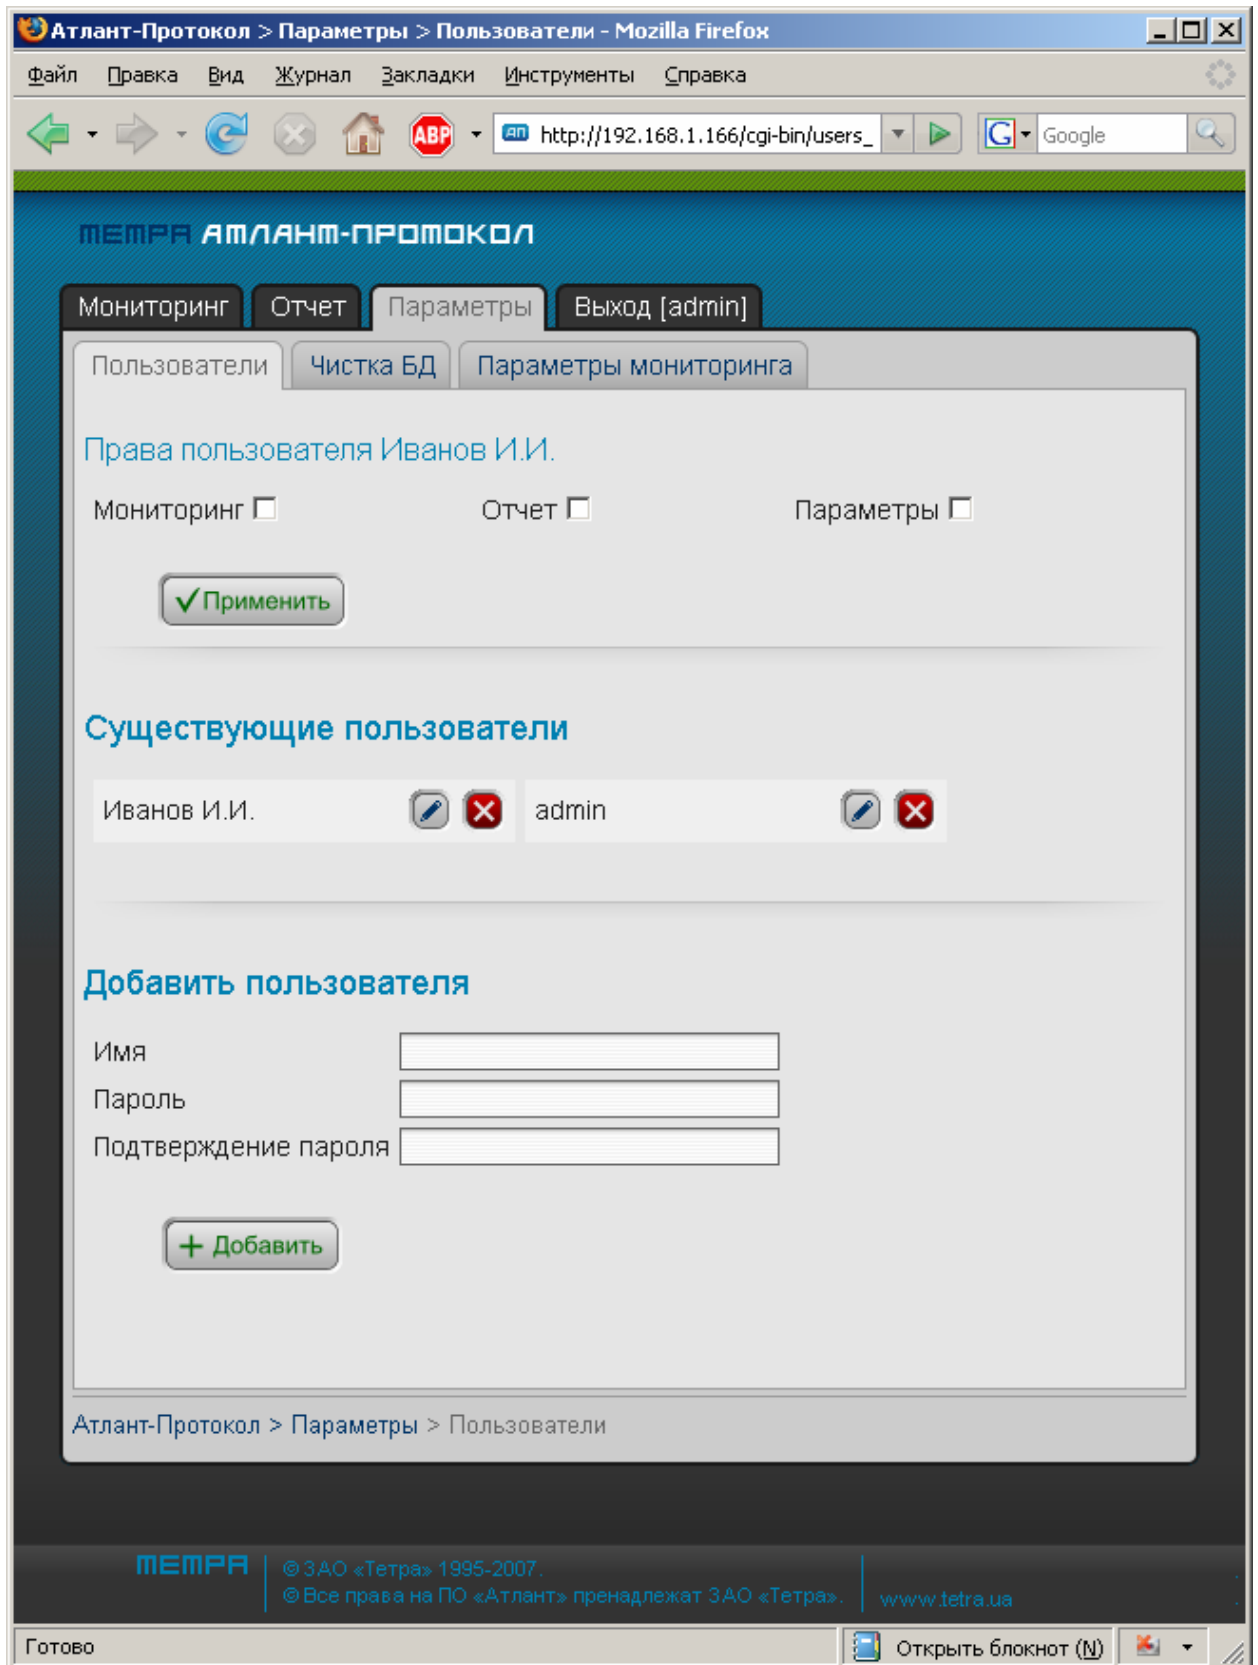 Атлант-Протокол > Параметры > Пользователи - Mozilla Firefox
Файл Правка Вид Журнал Закладки Инструменты Справка
ABP АП http://192.168.1.166/cgi-bin/users_ G Google
ТЕТРА АТЛАНТ-ПРОТОКОЛ
Мониторинг Отчет Параметры Выход [admin]
Пользователи Чистка БД Параметры мониторинга
Права пользователя Иванов И.И.
Мониторинг Отчет Параметры
Применить
Существующие пользователи
Иванов И.И. admin
Добавить пользователя
Имя
Пароль
Подтверждение пароля
+ Добавить
Атлант-Протокол > Параметры > Пользователи
ТЕТРА
© ЗАО «Тетра» 1995-2007.
© Все права на ПО «Атлант» пренадлежат ЗАО «Тетра».
www.tetra.ua
Готово Открыть блокнот (N)